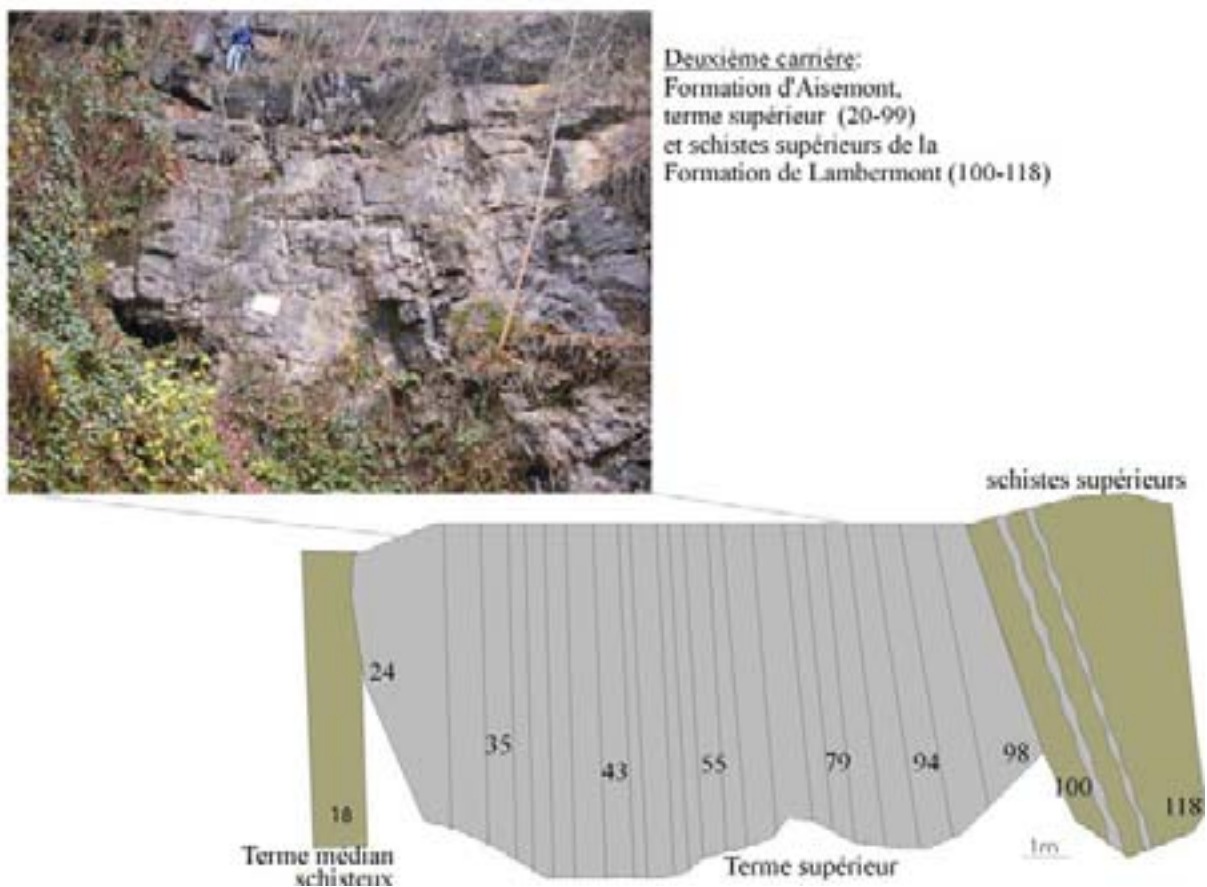 Deuxième carrière:
Formation d'Aisemont,
terme supérieur (20-99)
et schistes supérieurs de la
Formation de Lambermont (100-118)
schistes supérieurs
24
35
43
55
79
94
98
100
118
18
1m
Terme médian
schisteux
Terme supérieur